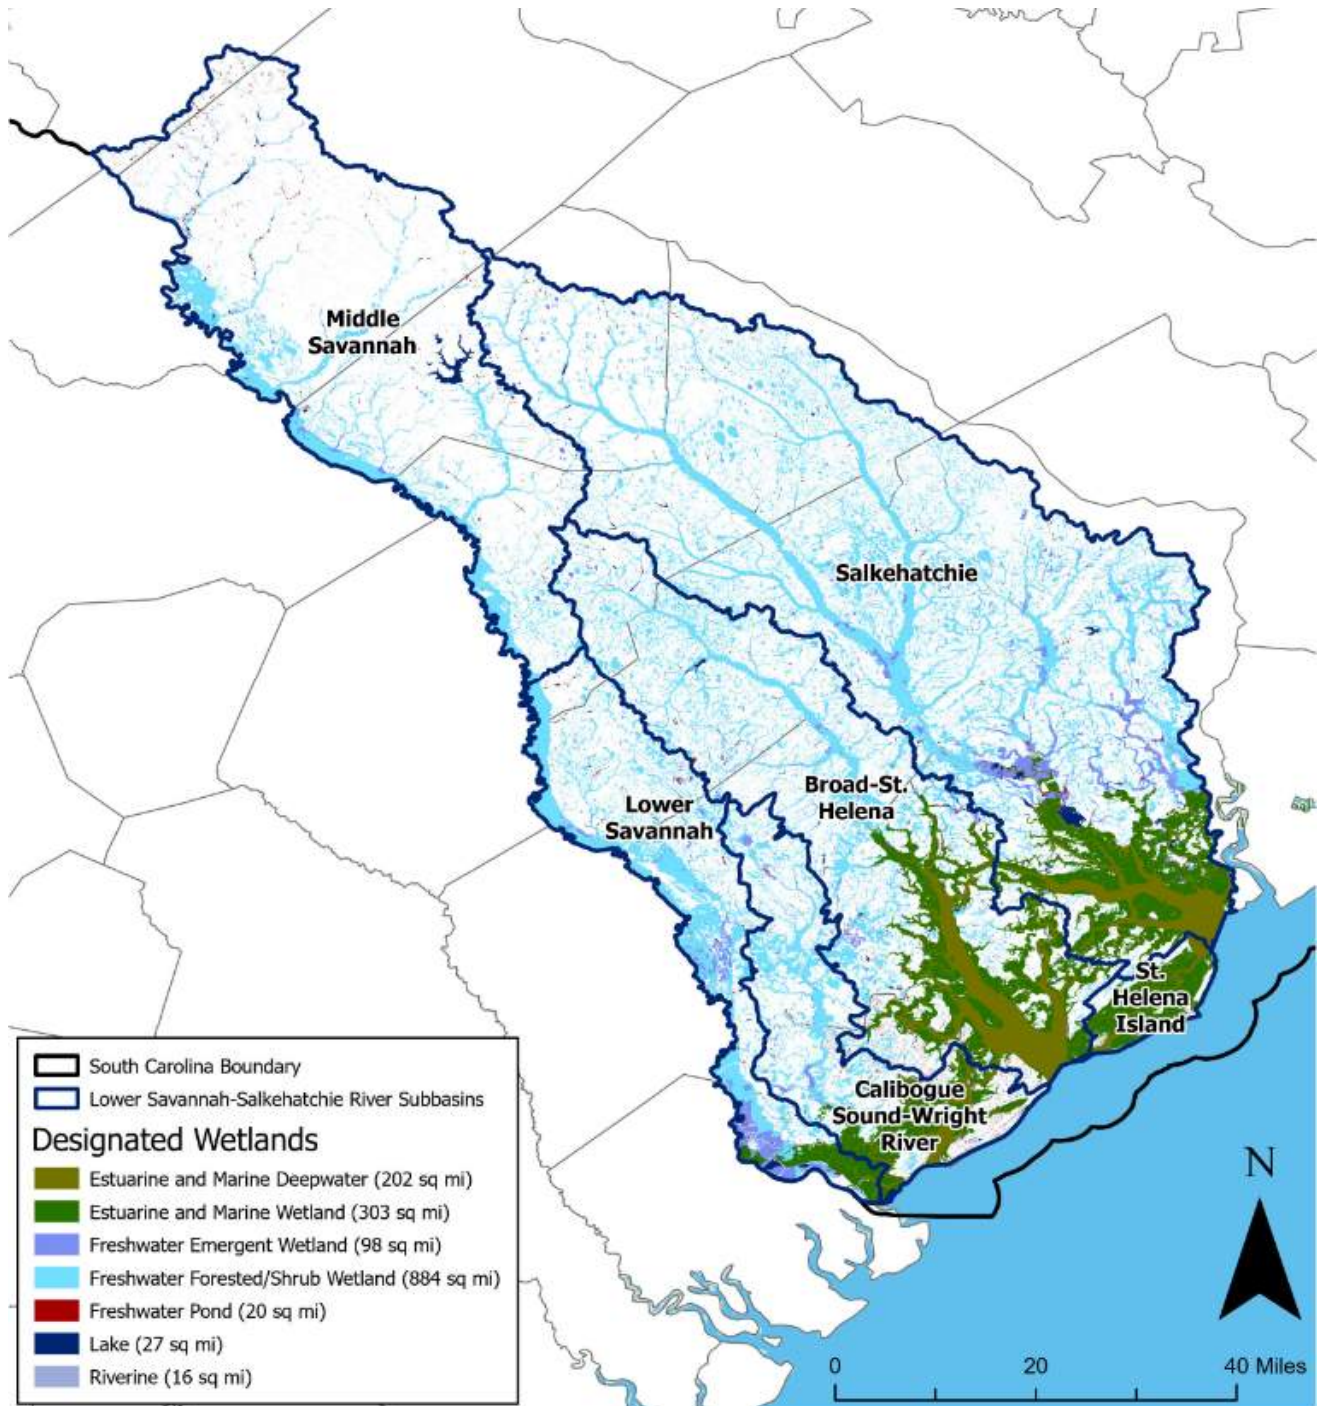 Middle
Savannah
Salkehatchie
Broad-St.
Helena
Lower
Savannah
St.
Helena
Island
Calibogue
Sound-Wright
River
South Carolina Boundary
Lower Savannah-Salkehatchie River Subbasins
Designated Wetlands
Estuarine and Marine Deepwater (202 sq mi)
Estuarine and Marine Wetland (303 sq mi)
Freshwater Emergent Wetland (98 sq mi)
Freshwater Forested/Shrub Wetland (884 sq mi)
Freshwater Pond (20 sq mi)
Lake (27 sq mi)
Riverine (16 sq mi)
N
0 20 40 Miles